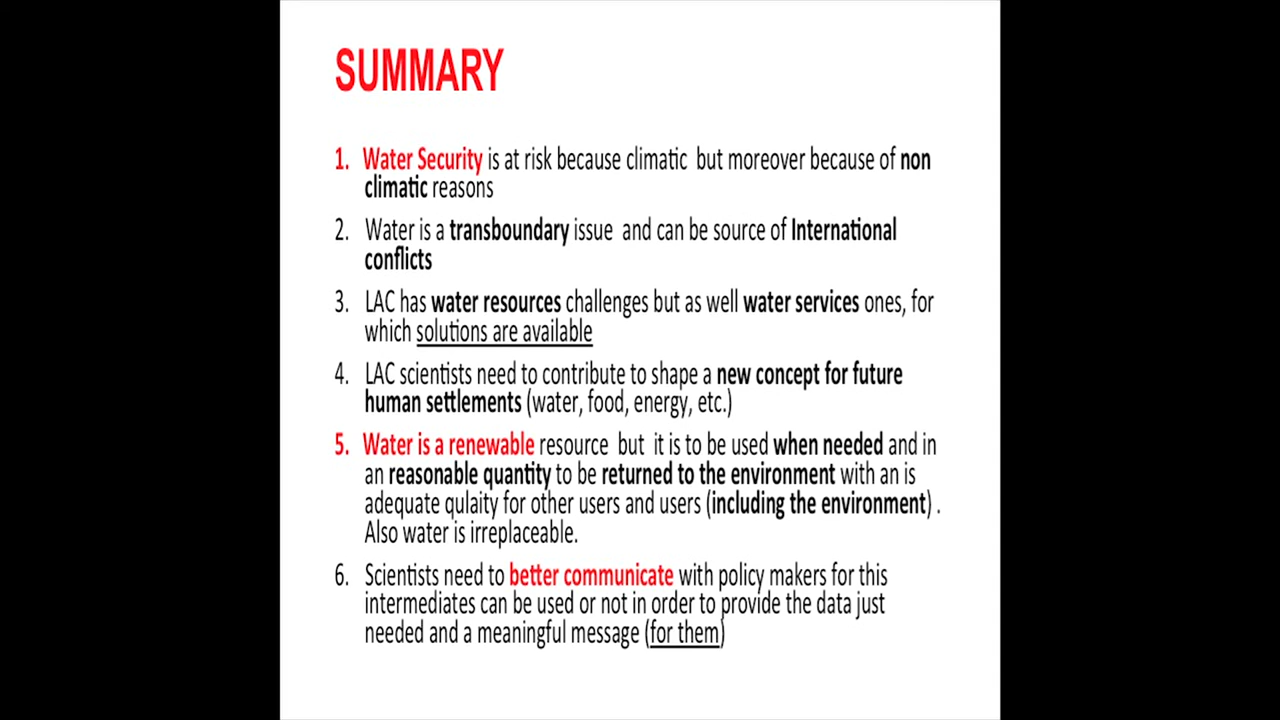 SUMMARY
1. Water Security is at risk because climatic but moreover because of non
climatic reasons
2. Water is a transboundary issue and can be source of International
conflicts
3. LAC has water resources challenges but as well water services ones, for
which solutions are available
4. LAC scientists need to contribute to shape a new concept for future
human settlements (water, food, energy, etc.)
5. Water is a renewable resource but it is to be used when needed and in
an reasonable quantity to be returned to the environment with an is
adequate qulaity for other users and users (including the environment) .
Also water is irreplaceable.
6. Scientists need to better communicate with policy makers for this
intermediates can be used or not in order to provide the data just
needed and a meaningful message (for them)